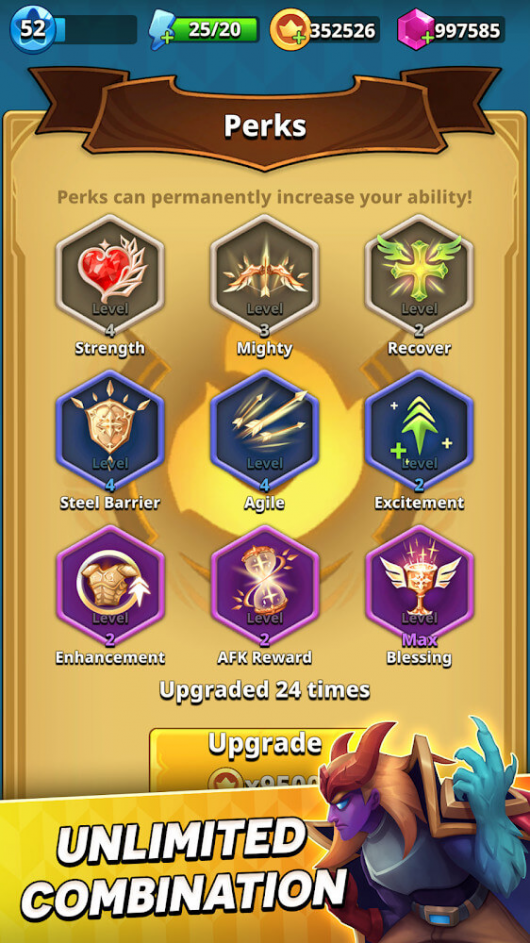 52
25/20
352526
997585
Perks
Perks can permanently increase your ability!
Level Level Level
4 3 2
Strength Mighty Recover
Level Level Level
4 4 2
Steel Barrier Agile Excitement
Level Level Level
2 2 Max
Enhancement AFK Reward Blessing
Upgraded 24 times
Upgrade
x9500
UNLIMITED
COMBINATION